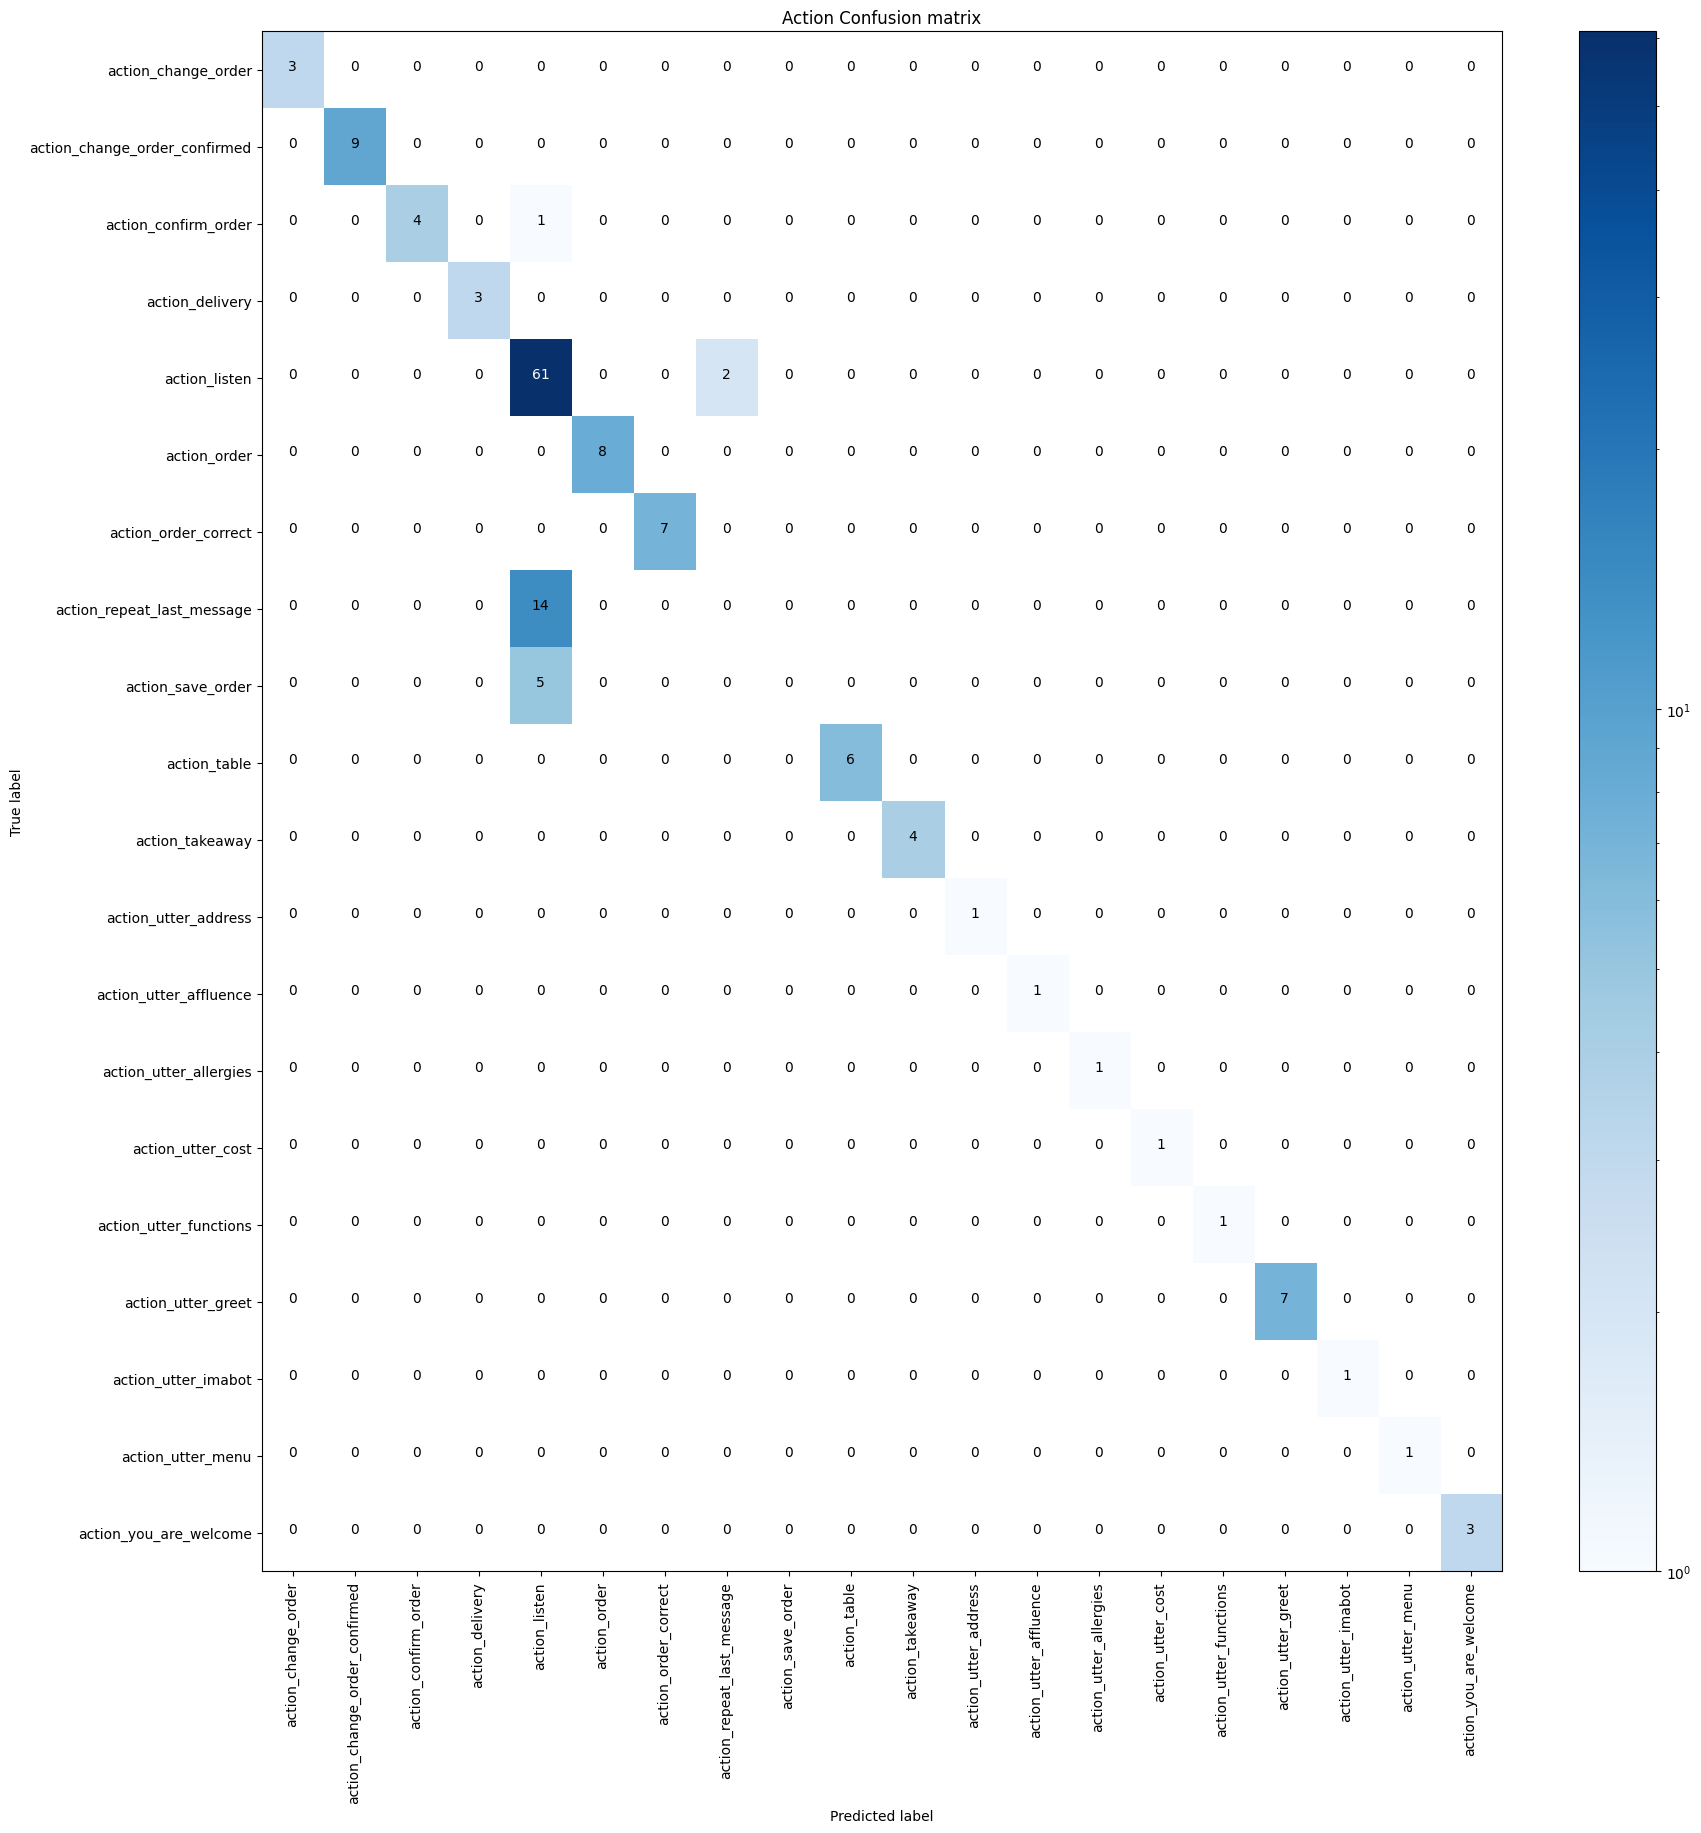 Action Confusion matrix
action_change_order 3 0 0 0 0 0 0 0 0 0 0 0 0 0 0 0 0 0 0 0
action_change_order_confirmed 0 9 0 0 0 0 0 0 0 0 0 0 0 0 0 0 0 0 0 0
action_confirm_order 0 0 4 0 1 0 0 0 0 0 0 0 0 0 0 0 0 0 0 0
action_delivery 0 0 0 3 0 0 0 0 0 0 0 0 0 0 0 0 0 0 0 0
action_listen 0 0 0 0 61 0 0 2 0 0 0 0 0 0 0 0 0 0 0 0
action_order 0 0 0 0 0 8 0 0 0 0 0 0 0 0 0 0 0 0 0 0
action_order_correct 0 0 0 0 0 0 7 0 0 0 0 0 0 0 0 0 0 0 0 0
action_repeat_last_message 0 0 0 0 14 0 0 0 0 0 0 0 0 0 0 0 0 0 0 0
action_save_order 0 0 0 0 5 0 0 0 0 0 0 0 0 0 0 0 0 0 0 0
action_table 0 0 0 0 0 0 0 0 0 6 0 0 0 0 0 0 0 0 0 0
action_takeaway 0 0 0 0 0 0 0 0 0 0 4 0 0 0 0 0 0 0 0 0
action_utter_address 0 0 0 0 0 0 0 0 0 0 0 1 0 0 0 0 0 0 0 0
action_utter_affluence 0 0 0 0 0 0 0 0 0 0 0 0 1 0 0 0 0 0 0 0
action_utter_allergies 0 0 0 0 0 0 0 0 0 0 0 0 0 1 0 0 0 0 0 0
action_utter_cost 0 0 0 0 0 0 0 0 0 0 0 0 0 0 1 0 0 0 0 0
action_utter_functions 0 0 0 0 0 0 0 0 0 0 0 0 0 0 0 1 0 0 0 0
action_utter_greet 0 0 0 0 0 0 0 0 0 0 0 0 0 0 0 0 7 0 0 0
action_utter_imabot 0 0 0 0 0 0 0 0 0 0 0 0 0 0 0 0 0 1 0 0
action_utter_menu 0 0 0 0 0 0 0 0 0 0 0 0 0 0 0 0 0 0 1 0
action_you_are_welcome 0 0 0 0 0 0 0 0 0 0 0 0 0 0 0 0 0 0 0 3
True label
action_change_order
action_change_order_confirmed
action_confirm_order
action_delivery
action_listen
action_order
action_order_correct
action_repeat_last_message
action_save_order
action_table
action_takeaway
action_utter_address
action_utter_affluence
action_utter_allergies
action_utter_cost
action_utter_functions
action_utter_greet
action_utter_imabot
action_utter_menu
action_you_are_welcome
Predicted label
10¹
10⁰